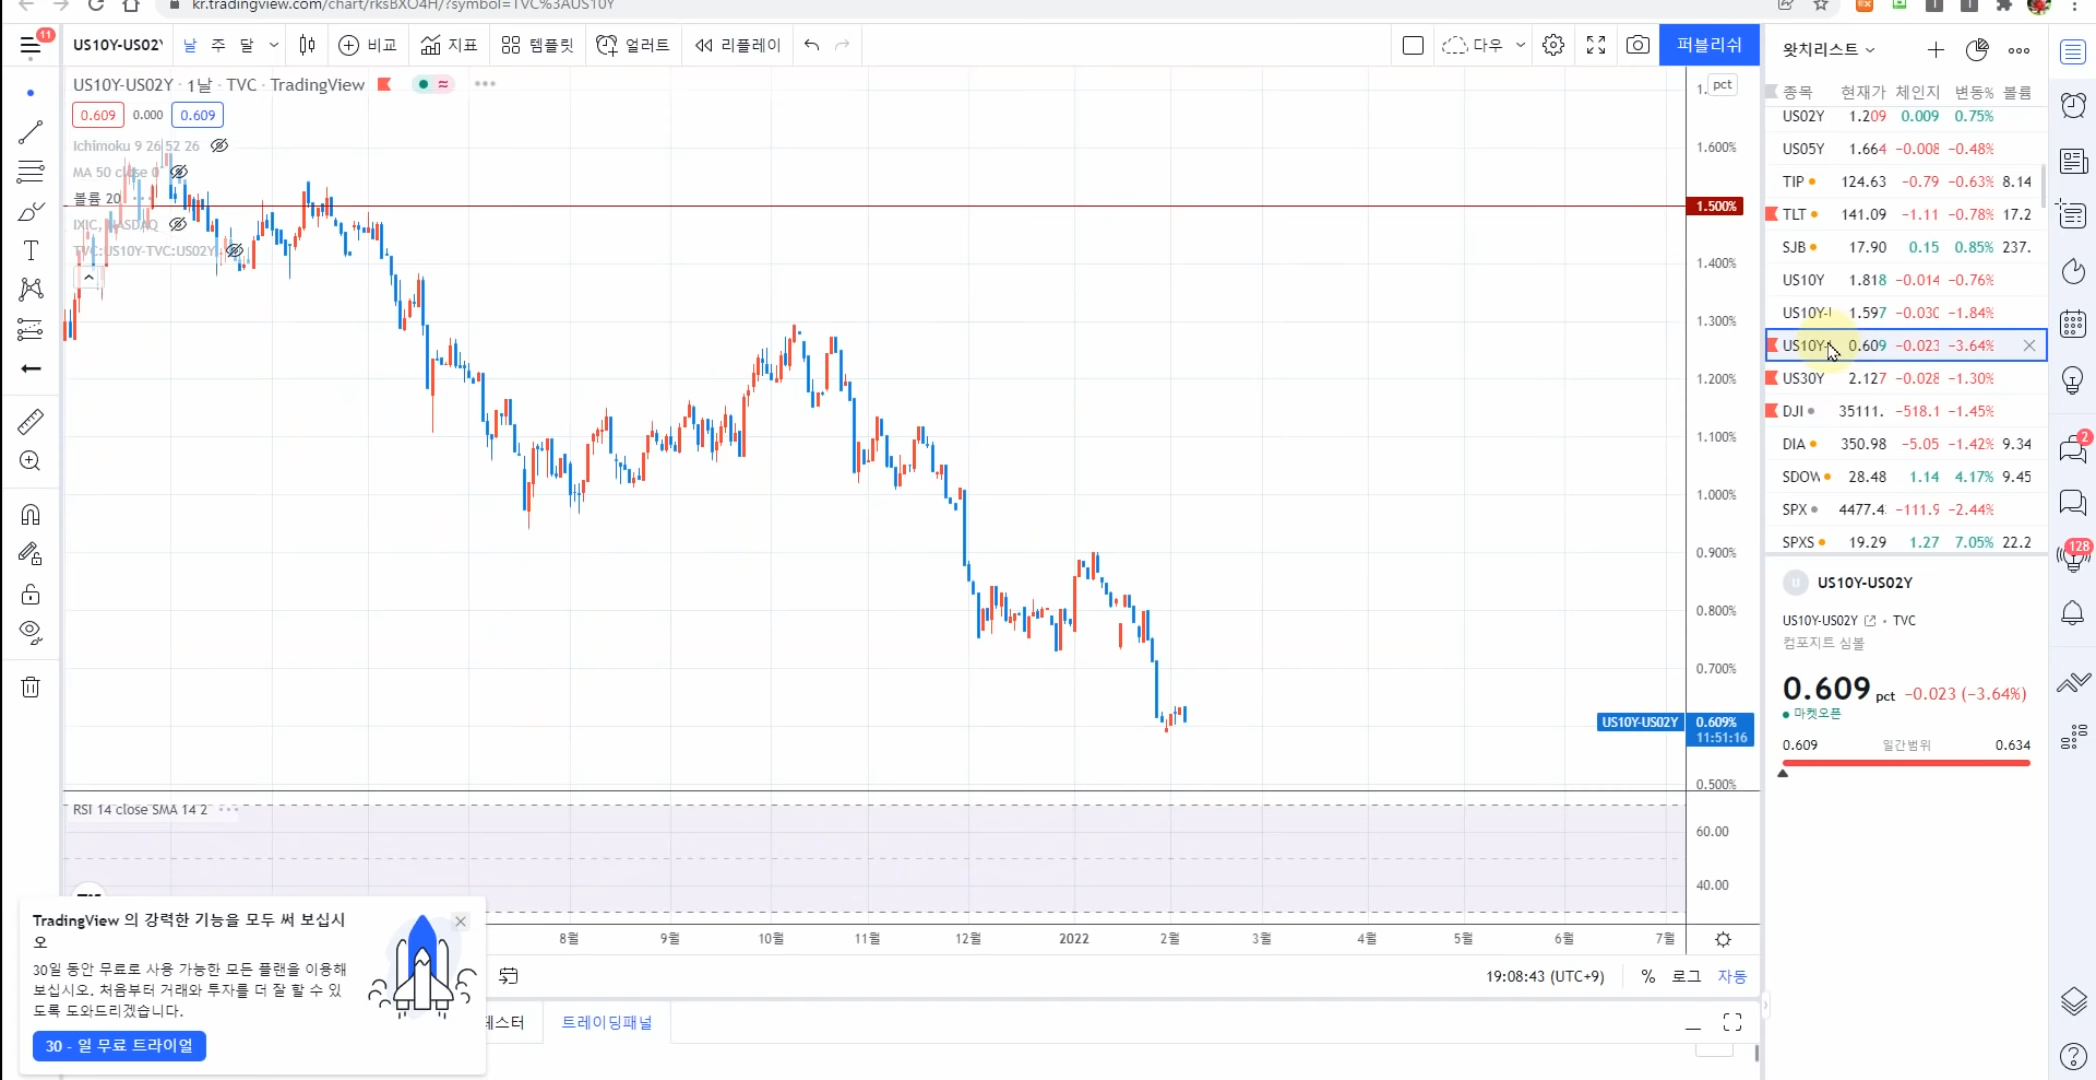 kr.tradingview.com/chart/rksBXO4H/?symbol=TVC%3AUS10Y
11
US10Y-US02Y 날 주 달 비교 지표 템플릿 얼러트 리플레이 다우 퍼블리쉬
US10Y-US02Y · 1날 · TVC · TradingView
0.609 0.000 0.609
Ichimoku 9 26 52 26
MA 50 close 0
볼륨 20
IXIC, NASDAQ
TVC:US10Y-TVC:US02Y
pct
1.600%
1.500%
1.400%
1.300%
1.200%
1.100%
1.000%
0.900%
0.800%
0.700%
US10Y-US02Y 0.609%
11:51:16
0.500%
RSI 14 close SMA 14 2
60.00
40.00
8월 9월 10월 11월 12월 2022 2월 3월 4월 5월 6월 7월
19:08:43 (UTC+9) % 로그 자동
테스터 트레이딩패널
TradingView 의 강력한 기능을 모두 써 보십시
오
30일 동안 무료로 사용 가능한 모든 플랜을 이용해
보십시오. 처음부터 거래와 투자를 더 잘 할 수 있
도록 도와드리겠습니다.
30 - 일 무료 트라이얼
왓치리스트
종목 현재가 체인지 변동% 볼륨
US02Y 1.209 0.009 0.75%
US05Y 1.664 −0.008 −0.48%
TIP 124.63 −0.79 −0.63% 8.14
TLT 141.09 −1.11 −0.78% 17.2
SJB 17.90 0.15 0.85% 237.
US10Y 1.818 −0.014 −0.76%
US10Y-I 1.597 −0.030 −1.84%
US10Y- 0.609 −0.023 −3.64%
US30Y 2.127 −0.028 −1.30%
DJI 35111. −518.1 −1.45%
DIA 350.98 −5.05 −1.42% 9.34
SDOW 28.48 1.14 4.17% 9.45
SPX 4477.4 −111.9 −2.44%
SPXS 19.29 1.27 7.05% 22.2
U US10Y-US02Y
US10Y-US02Y • TVC
컴포지트 심볼
0.609 pct −0.023 (−3.64%)
마켓오픈
0.609 일간범위 0.634
2
128